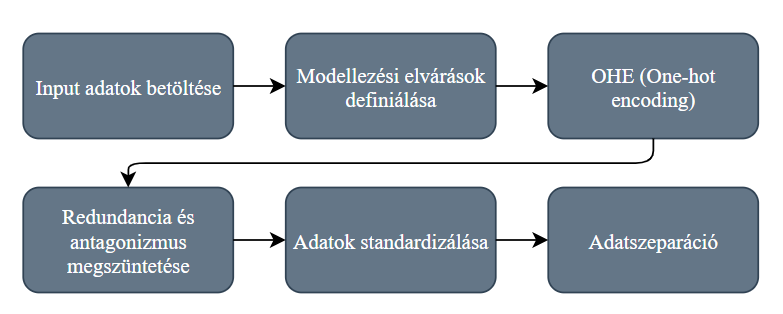 Input adatok betöltése
Modellezési elvárások
definiálása
OHE (One-hot
encoding)
Redundancia és
antagonizmus
megszüntetése
Adatok standardizálása
Adatszeparáció